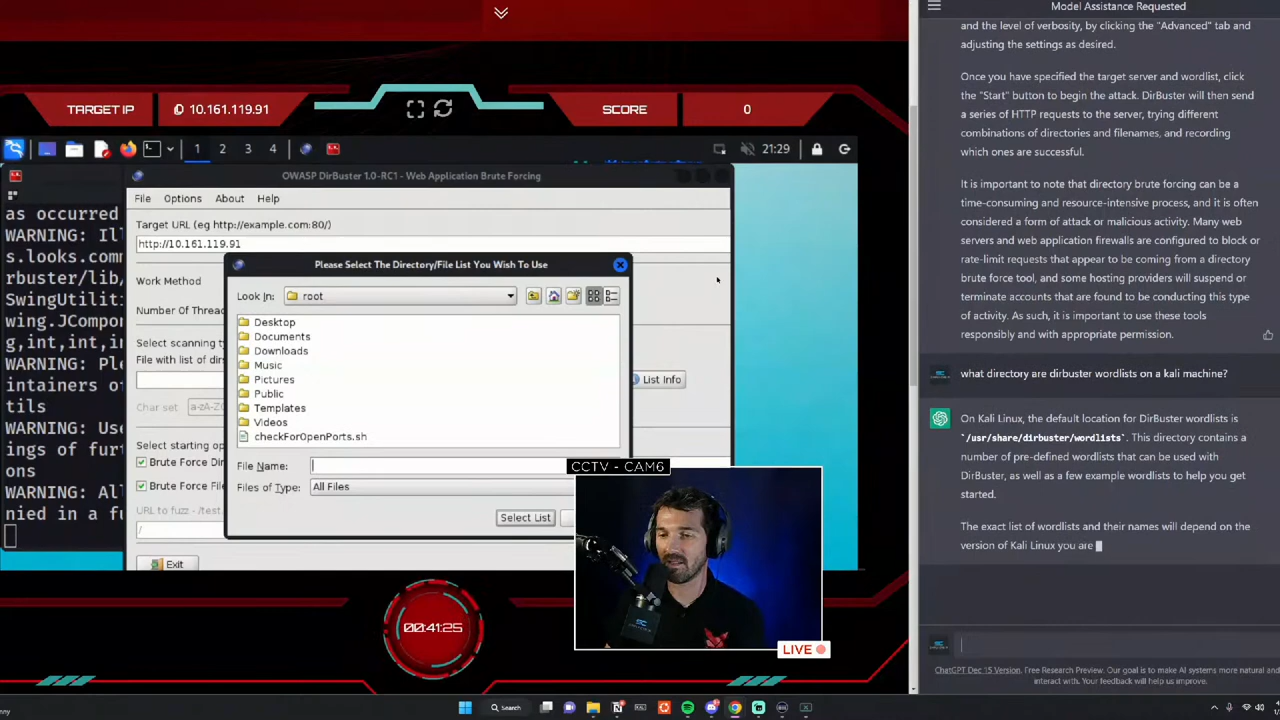 TARGET IP
10.161.119.91
SCORE
0
1 2 3 4
21:29
OWASP DirBuster 1.0-RC1 - Web Application Brute Forcing
File Options About Help
Target URL (eg http://example.com:80/)
http://10.161.119.91
Work Method
Number Of Threa
Select scanning ty
File with list of di
Char set
List Info
Select starting op
Brute Force Dir
Brute Force File
URL to fuzz - /test.
/
Exit
as occurred
WARNING: Ill
s.looks.comm
rbuster/lib/
SwingUtiliti
wing.JCompon
g,int,int,in
WARNING: Ple
intainers of
tils
WARNING: Use
ings of furt
ons
WARNING: All
nied in a fu
Please Select The Directory/File List You Wish To Use
Look In: root
Desktop
Documents
Downloads
Music
Pictures
Public
Templates
Videos
checkForOpenPorts.sh
File Name:
Files of Type: All Files
Select List
CCTV - CAM6
LIVE
00:41:25
Model Assistance Requested
and the level of verbosity, by clicking the "Advanced" tab and
adjusting the settings as desired.
Once you have specified the target server and wordlist, click
the "Start" button to begin the attack. DirBuster will then send
a series of HTTP requests to the server, trying different
combinations of directories and filenames, and recording
which ones are successful.
It is important to note that directory brute forcing can be a
time-consuming and resource-intensive process, and it is often
considered a form of attack or malicious activity. Many web
servers and web application firewalls are configured to block or
rate-limit requests that appear to be coming from a directory
brute force tool, and some hosting providers will suspend or
terminate accounts that are found to be conducting this type
of activity. As such, it is important to use these tools
responsibly and with appropriate permission.
what directory are dirbuster wordlists on a kali machine?
On Kali Linux, the default location for DirBuster wordlists is
`/usr/share/dirbuster/wordlists`. This directory contains a
number of pre-defined wordlists that can be used with
DirBuster, as well as a few example wordlists to help you get
started.
The exact list of wordlists and their names will depend on the
version of Kali Linux you are
ChatGPT Dec 15 Version. Free Research Preview. Our goal is to make AI systems more natural and
interact with. Your feedback will help us improve.
Search